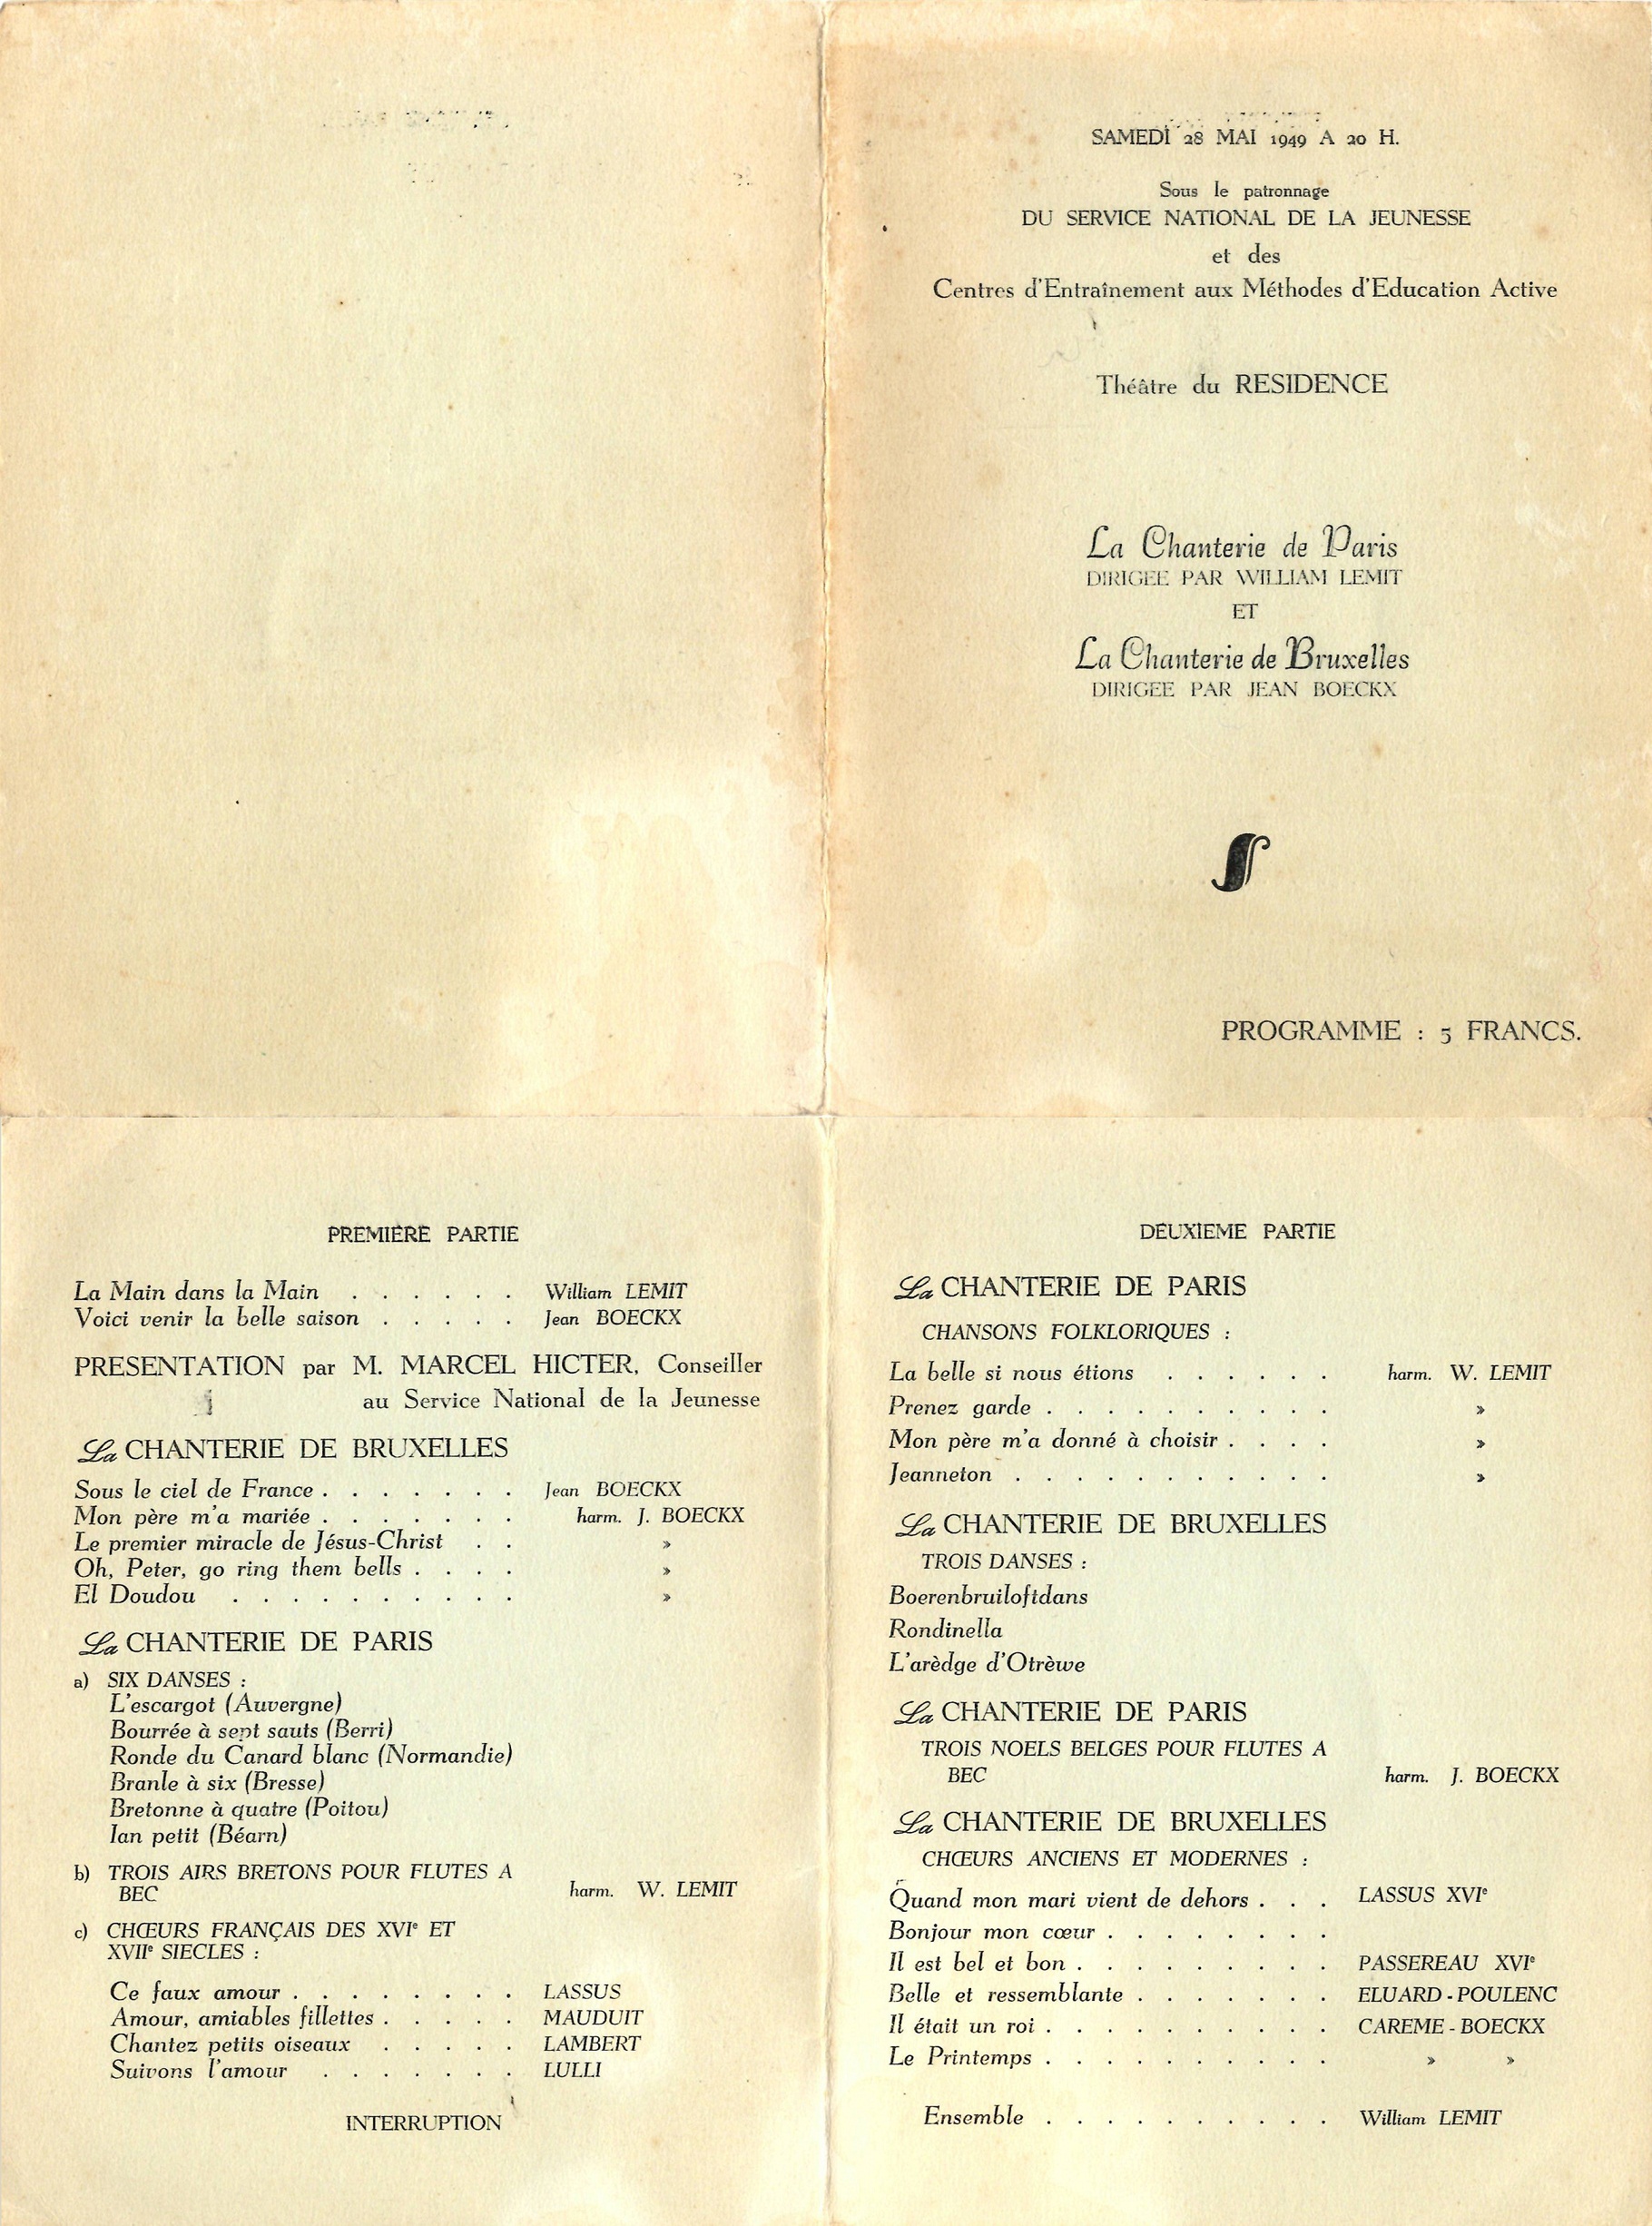 SAMEDI 28 MAI 1949 A 20 H.
Sous le patronnage
DU SERVICE NATIONAL DE LA JEUNESSE
et des
Centres d'Entraînement aux Méthodes d'Education Active
Théâtre du RESIDENCE
La Chanterie de Paris
DIRIGEE PAR WILLIAM LEMIT
ET
La Chanterie de Bruxelles
DIRIGEE PAR JEAN BOECKX
PROGRAMME : 5 FRANCS.
PREMIÈRE PARTIE
La Main dans la Main . . . . . . William LEMIT
Voici venir la belle saison . . . . . Jean BOECKX
PRESENTATION par M. MARCEL HICTER, Conseiller
au Service National de la Jeunesse
La CHANTERIE DE BRUXELLES
Sous le ciel de France . . . . . . . Jean BOECKX
Mon père m'a mariée . . . . . . . harm. J. BOECKX
Le premier miracle de Jésus-Christ . . »
Oh, Peter, go ring them bells . . . . »
El Doudou . . . . . . . . . . »
La CHANTERIE DE PARIS
a) SIX DANSES :
L'escargot (Auvergne)
Bourrée à sept sauts (Berri)
Ronde du Canard blanc (Normandie)
Branle à six (Bresse)
Bretonne à quatre (Poitou)
Ian petit (Béarn)
b) TROIS AIRS BRETONS POUR FLUTES A
BEC harm. W. LEMIT
c) CHŒURS FRANÇAIS DES XVIe ET
XVIIe SIECLES :
Ce faux amour . . . . . . . . LASSUS
Amour, amiables fillettes . . . . . MAUDUIT
Chantez petits oiseaux . . . . . LAMBERT
Suivons l'amour . . . . . . . LULLI
INTERRUPTION
DEUXIEME PARTIE
La CHANTERIE DE PARIS
CHANSONS FOLKLORIQUES :
La belle si nous étions . . . . . . harm. W. LEMIT
Prenez garde . . . . . . . . . . »
Mon père m'a donné à choisir . . . . »
Jeanneton . . . . . . . . . . . »
La CHANTERIE DE BRUXELLES
TROIS DANSES :
Boerenbruiloftdans
Rondinella
L'arèdge d'Otrèwe
La CHANTERIE DE PARIS
TROIS NOELS BELGES POUR FLUTES A
BEC harm. J. BOECKX
La CHANTERIE DE BRUXELLES
CHŒURS ANCIENS ET MODERNES :
Quand mon mari vient de dehors . . . LASSUS XVIe
Bonjour mon cœur . . . . . . . .
Il est bel et bon . . . . . . . . . PASSEREAU XVIe
Belle et ressemblante . . . . . . . ELUARD - POULENC
Il était un roi . . . . . . . . . . CAREME - BOECKX
Le Printemps . . . . . . . . . . » »
Ensemble . . . . . . . . . . William LEMIT